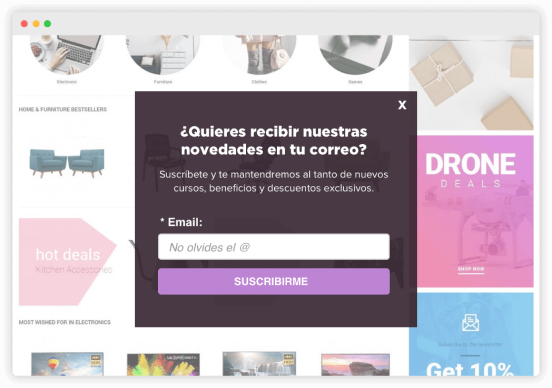 Electronic
Furniture
Clothes
Games
HOME & FURNITURE BESTSELLERS
X
¿Quieres recibir nuestras
novedades en tu correo?
Suscríbete y te mantendremos al tanto de nuevos
cursos, beneficios y descuentos exclusivos.
* Email:
No olvides el @
SUSCRIBIRME
DRONE
DEALS
SHOP NOW
hot deals
Kitchen Accessories
MOST WISHED FOR IN ELECTRONICS
Subscribe to the newsletter
Get 10%